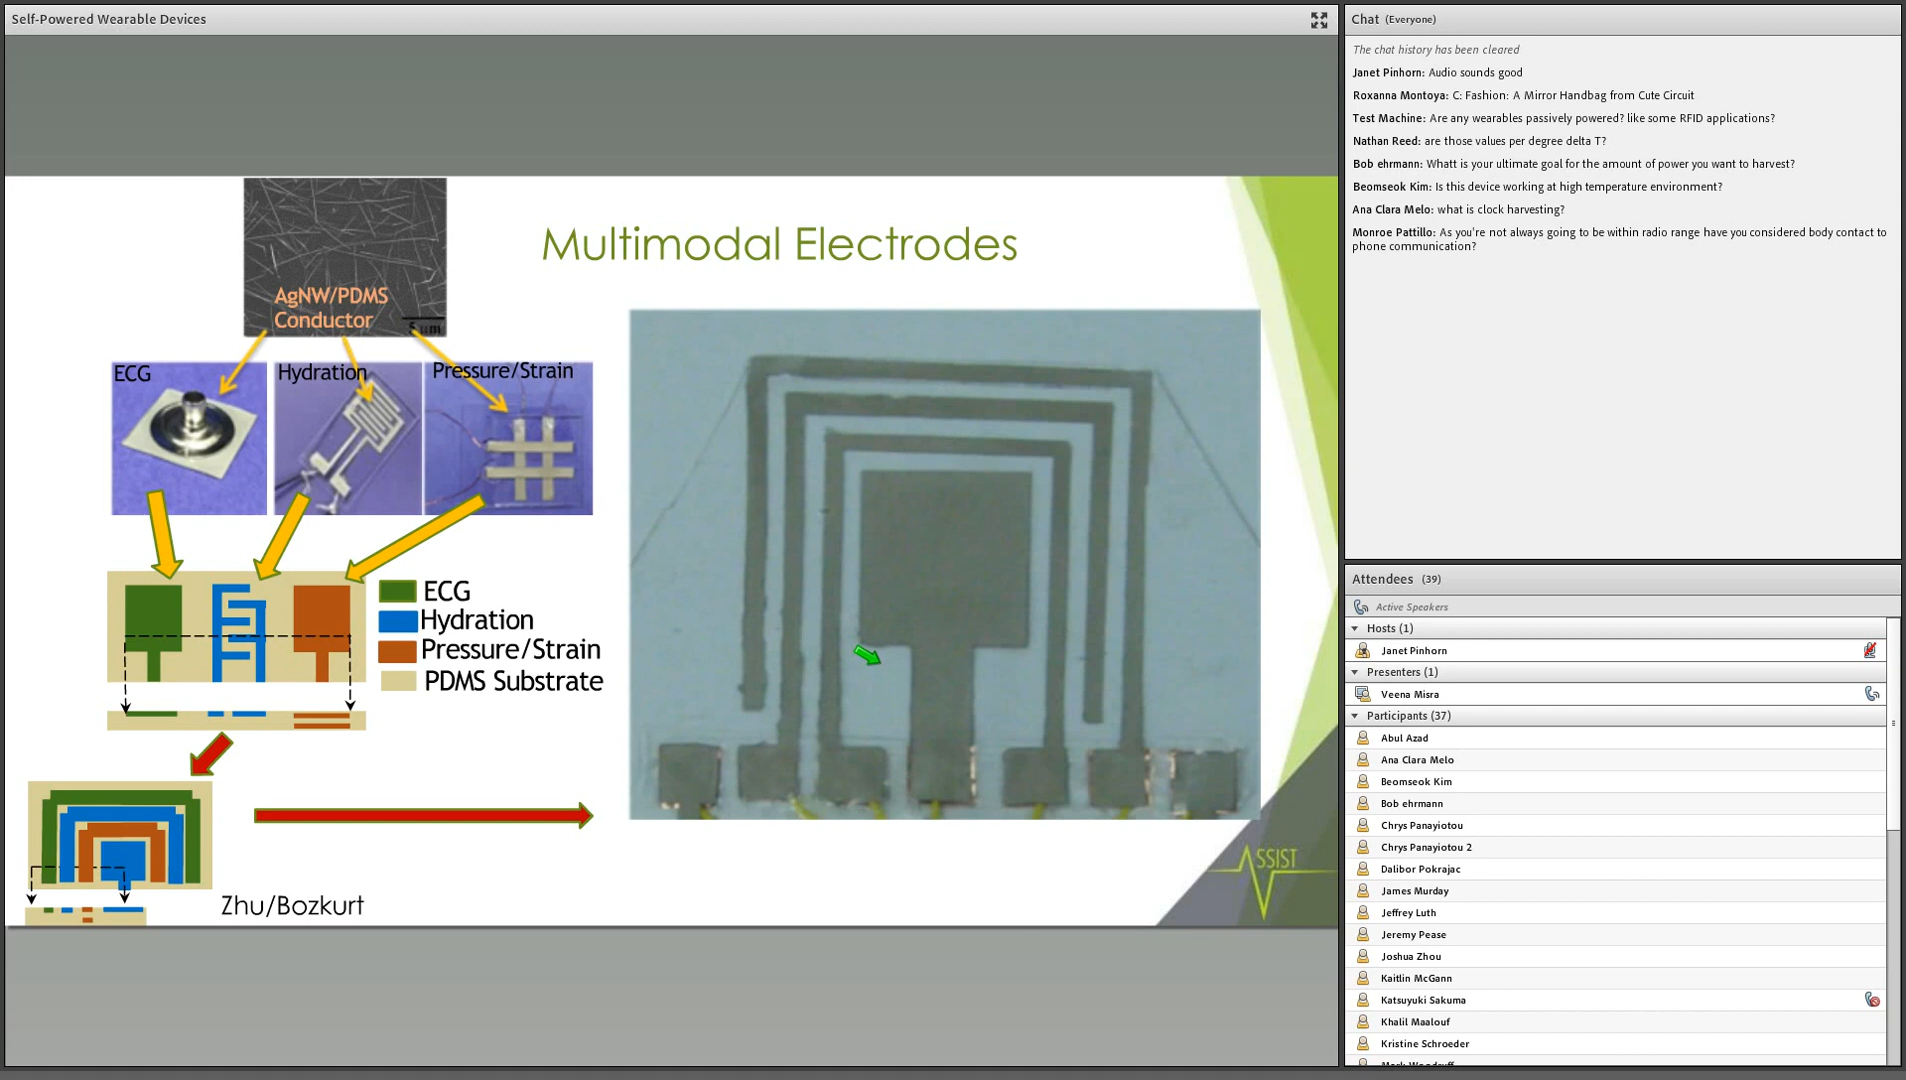 Self-Powered Wearable Devices
Multimodal Electrodes
AgNW/PDMS
Conductor
ECG
Hydration
Pressure/Strain
ECG
Hydration
Pressure/Strain
PDMS Substrate
Zhu/Bozkurt
ASSIST
Chat (Everyone)
The chat history has been cleared
Janet Pinhorn: Audio sounds good
Roxanna Montoya: C: Fashion: A Mirror Handbag from Cute Circuit
Test Machine: Are any wearables passively powered? like some RFID applications?
Nathan Reed: are those values per degree delta T?
Bob ehrmann: Whatt is your ultimate goal for the amount of power you want to harvest?
Beomseok Kim: Is this device working at high temperature environment?
Ana Clara Melo: what is clock harvesting?
Monroe Pattillo: As you're not always going to be within radio range have you considered body contact to
phone communication?
Attendees (39)
Active Speakers
Hosts (1)
Janet Pinhorn
Presenters (1)
Veena Misra
Participants (37)
Abul Azad
Ana Clara Melo
Beomseok Kim
Bob ehrmann
Chrys Panayiotou
Chrys Panayiotou 2
Dalibor Pokrajac
James Murday
Jeffrey Luth
Jeremy Pease
Joshua Zhou
Kaitlin McGann
Katsuyuki Sakuma
Khalil Maalouf
Kristine Schroeder